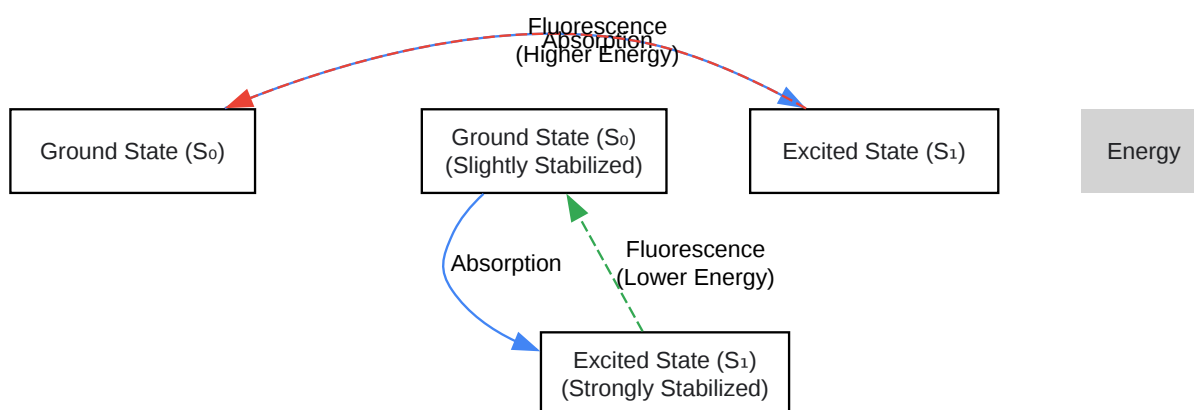 Fluorescence
(Higher Energy)
Absorption
Ground State (S₀)
Ground State (S₀)
(Slightly Stabilized)
Excited State (S₁)
Energy
Absorption
Fluorescence
(Lower Energy)
Excited State (S₁)
(Strongly Stabilized)